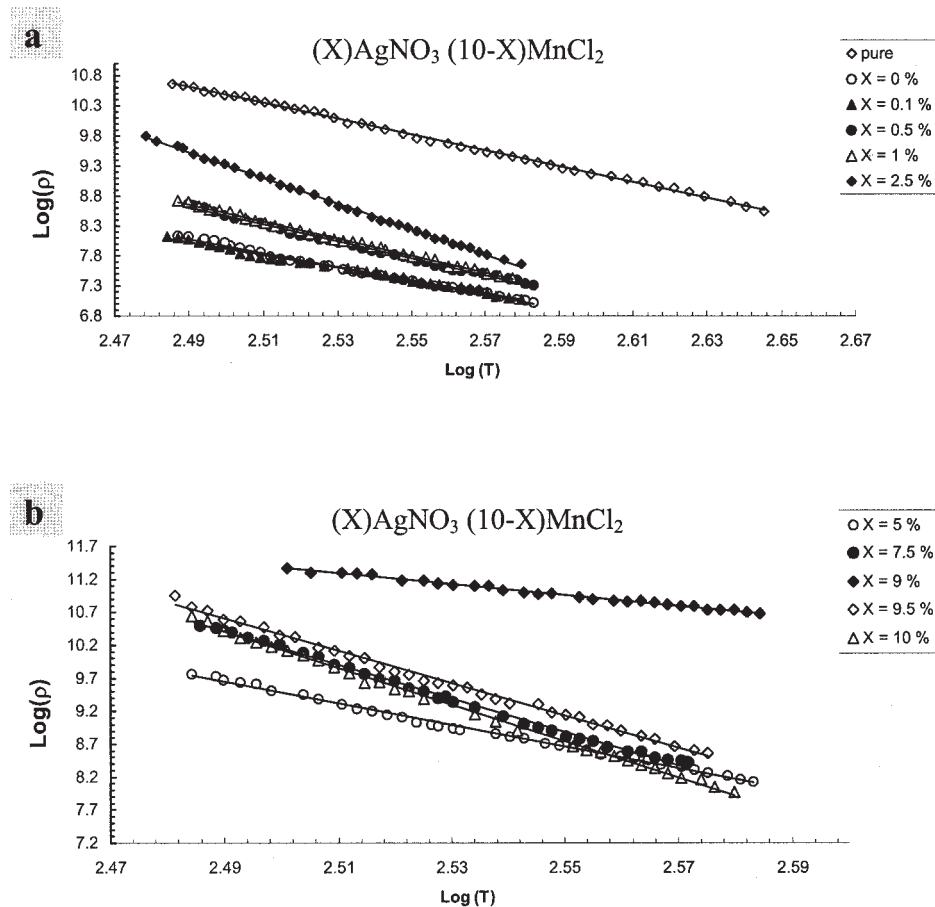 a
(X)AgNO3 (10-X)MnCl2
pure
X = 0 %
X = 0.1 %
X = 0.5 %
X = 1 %
X = 2.5 %
10.8
10.3
9.8
9.3
8.8
8.3
7.8
7.3
6.8
Log(ρ)
2.47 2.49 2.51 2.53 2.55 2.57 2.59 2.61 2.63 2.65 2.67
Log (T)
b
(X)AgNO3 (10-X)MnCl2
X = 5 %
X = 7.5 %
X = 9 %
X = 9.5 %
X = 10 %
11.7
11.2
10.7
10.2
9.7
9.2
8.7
8.2
7.7
7.2
Log(ρ)
2.47 2.49 2.51 2.53 2.55 2.57 2.59
Log (T)